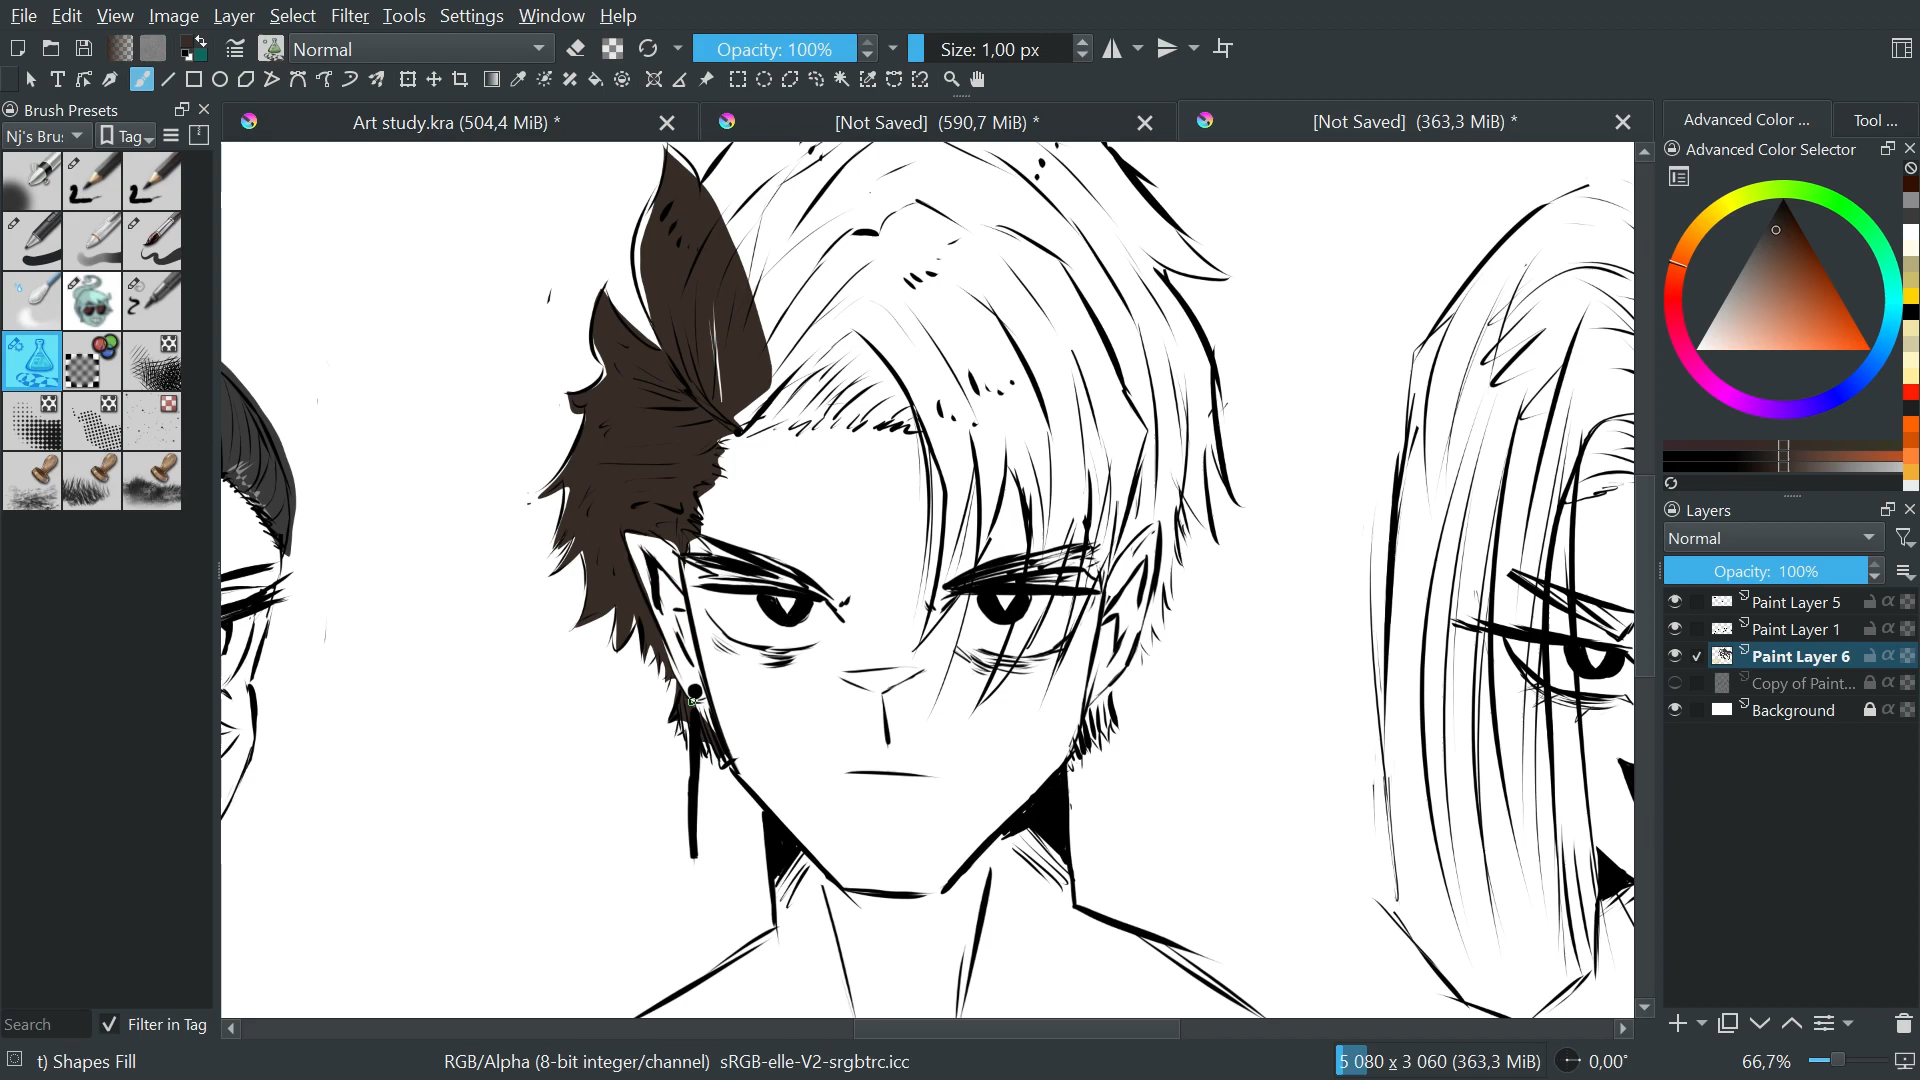 File Edit View Image Layer Select Filter Tools Settings Window Help
Normal
Opacity: 100%
Size: 1,00 px
Brush Presets
Art study.kra (504,4 MiB) *
[Not Saved] (590,7 MiB) *
[Not Saved] (363,3 MiB) *
Advanced Color ...
Tool ...
Nj's Bru:
Tag
Advanced Color Selector
Layers
Normal
Opacity: 100%
Paint Layer 5
Paint Layer 1
Paint Layer 6
Copy of Paint...
Background
Search
Filter in Tag
t) Shapes Fill
RGB/Alpha (8-bit integer/channel) sRGB-elle-V2-srgbtrc.icc
5 080 x 3 060 (363,3 MiB)
0,00°
66,7%